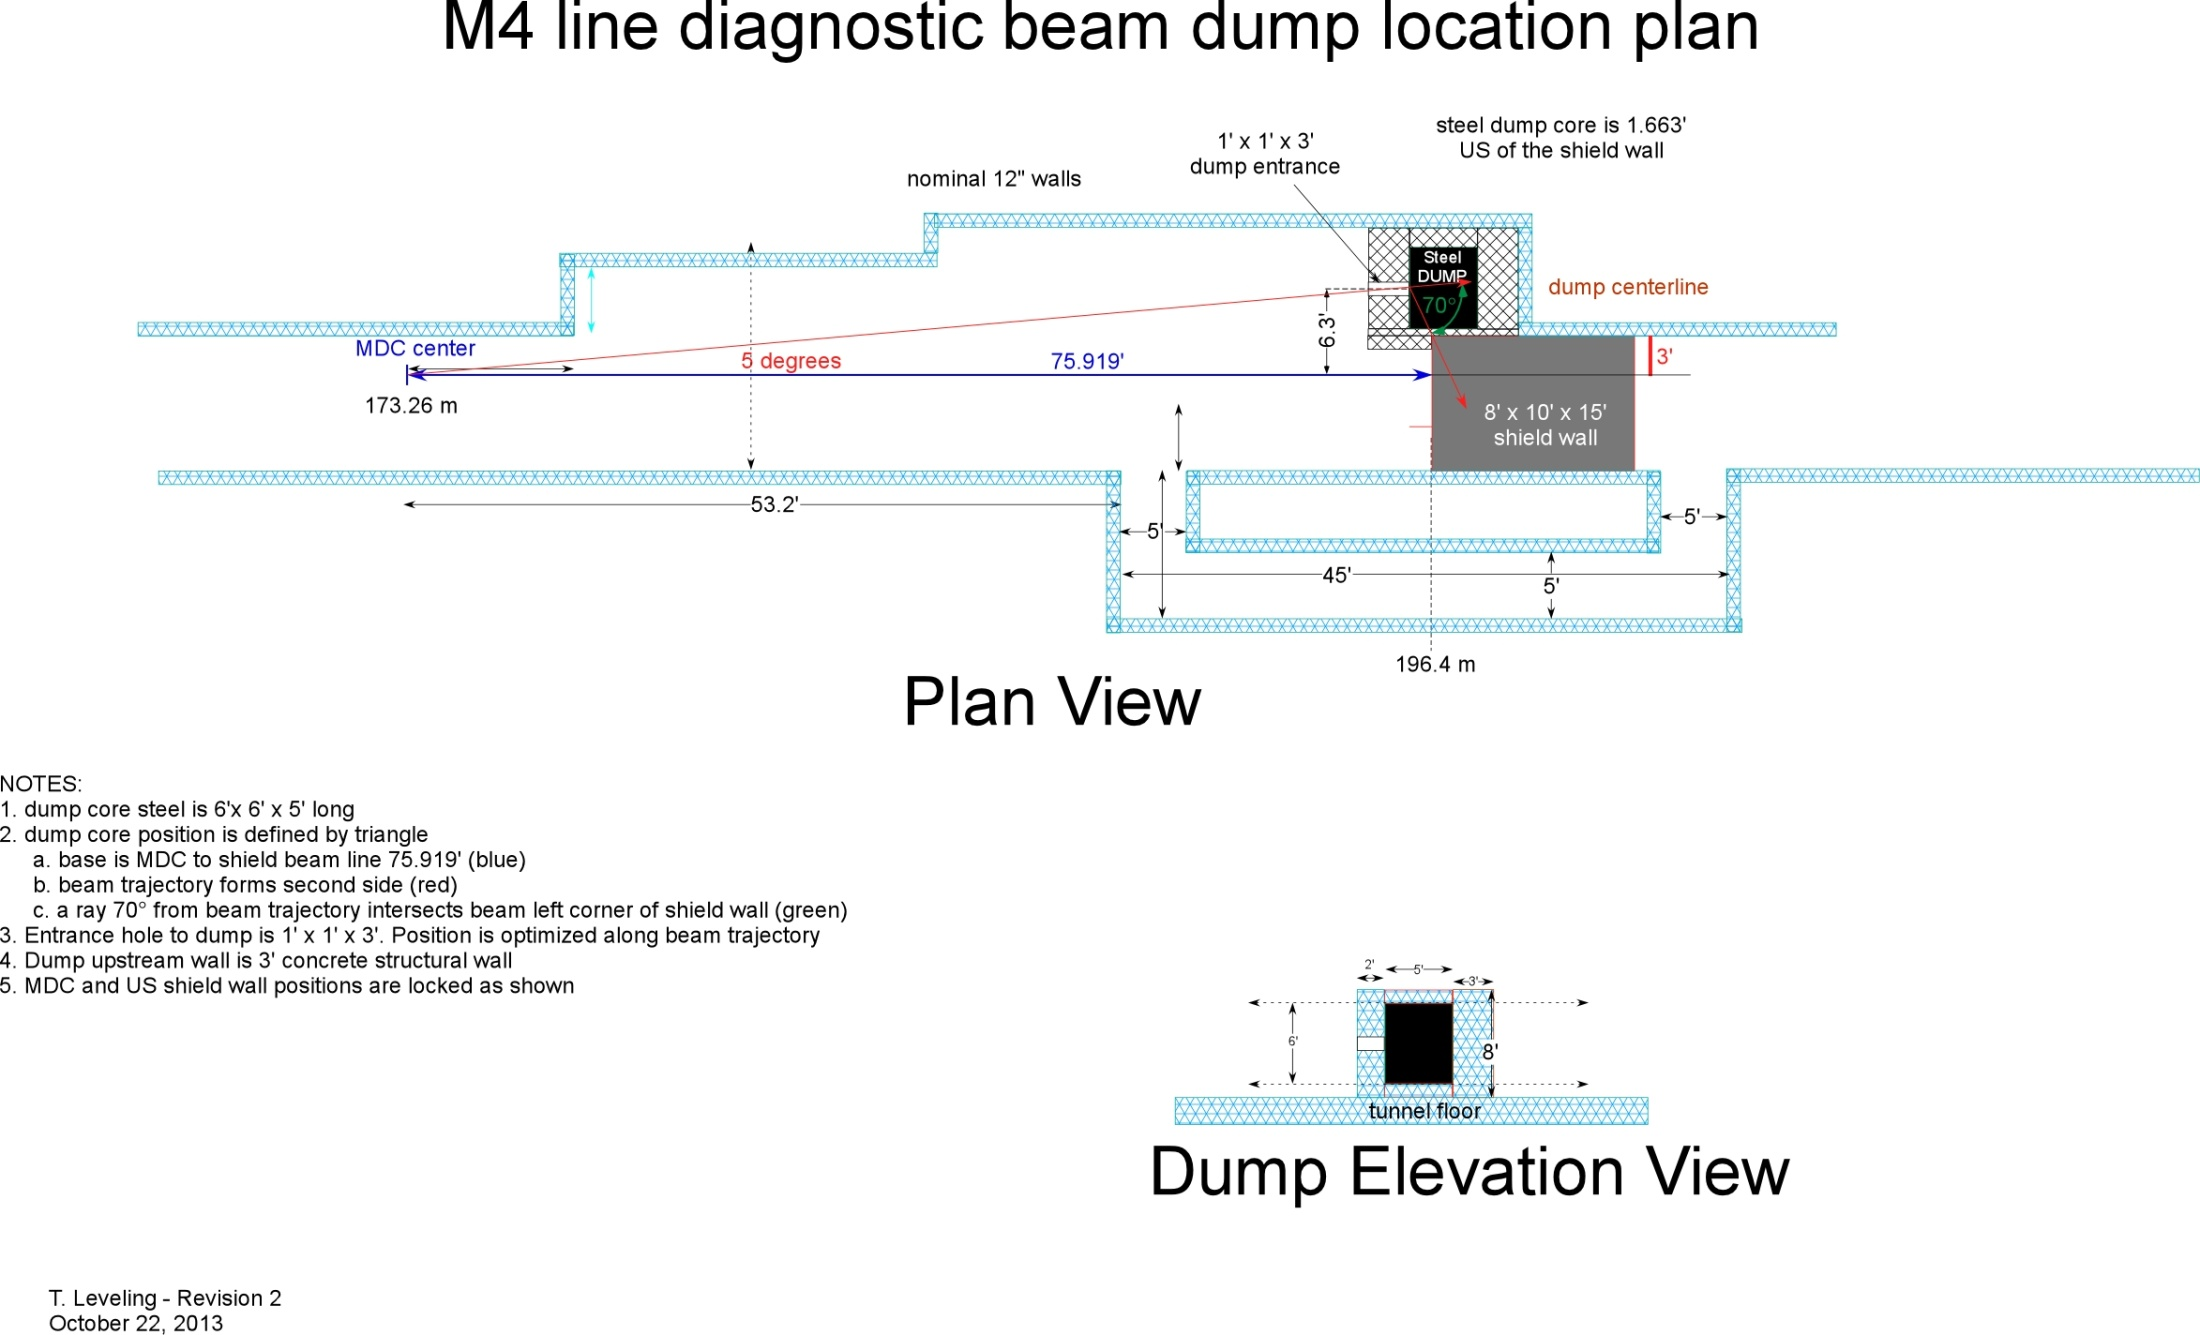 M4 line diagnostic beam dump location plan
steel dump core is 1.663'
US of the shield wall
1' x 1' x 3'
dump entrance
nominal 12" walls
Steel
DUMP
dump centerline
70°
6.3'
MDC center
5 degrees
75.919'
3'
173.26 m
8' x 10' x 15'
shield wall
53.2'
5'
5'
45'
5'
196.4 m
Plan View
NOTES:
1. dump core steel is 6'x 6' x 5' long
2. dump core position is defined by triangle
a. base is MDC to shield beam line 75.919' (blue)
b. beam trajectory forms second side (red)
c. a ray 70° from beam trajectory intersects beam left corner of shield wall (green)
3. Entrance hole to dump is 1' x 1' x 3'. Position is optimized along beam trajectory
4. Dump upstream wall is 3' concrete structural wall
5. MDC and US shield wall positions are locked as shown
2'
5'
3'
6'
8'
tunnel floor
Dump Elevation View
T. Leveling - Revision 2
October 22, 2013